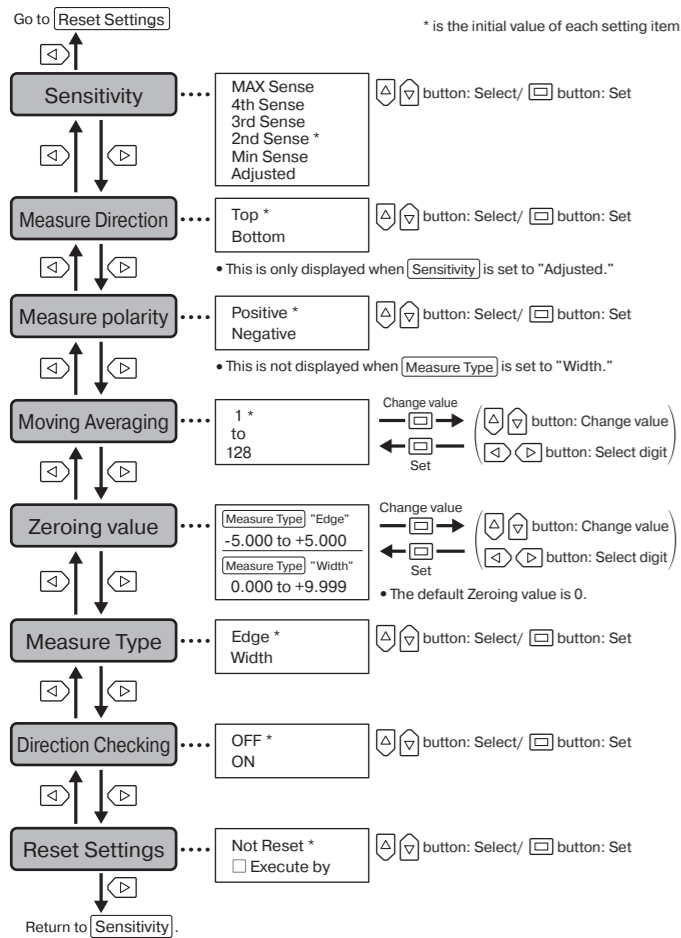 Go to Reset Settings
* is the initial value of each setting item
Sensitivity
MAX Sense
4th Sense
3rd Sense
2nd Sense *
Min Sense
Adjusted
button: Select/ button: Set
Measure Direction
Top *
Bottom
button: Select/ button: Set
• This is only displayed when Sensitivity is set to "Adjusted."
Measure polarity
Positive *
Negative
button: Select/ button: Set
• This is not displayed when Measure Type is set to "Width."
Moving Averaging
1 *
to
128
Change value
Set
button: Change value
button: Select digit
Zeroing value
Measure Type "Edge"
-5.000 to +5.000
Measure Type "Width"
0.000 to +9.999
Change value
Set
button: Change value
button: Select digit
• The default Zeroing value is 0.
Measure Type
Edge *
Width
button: Select/ button: Set
Direction Checking
OFF *
ON
button: Select/ button: Set
Reset Settings
Not Reset *
□ Execute by
button: Select/ button: Set
Return to Sensitivity.